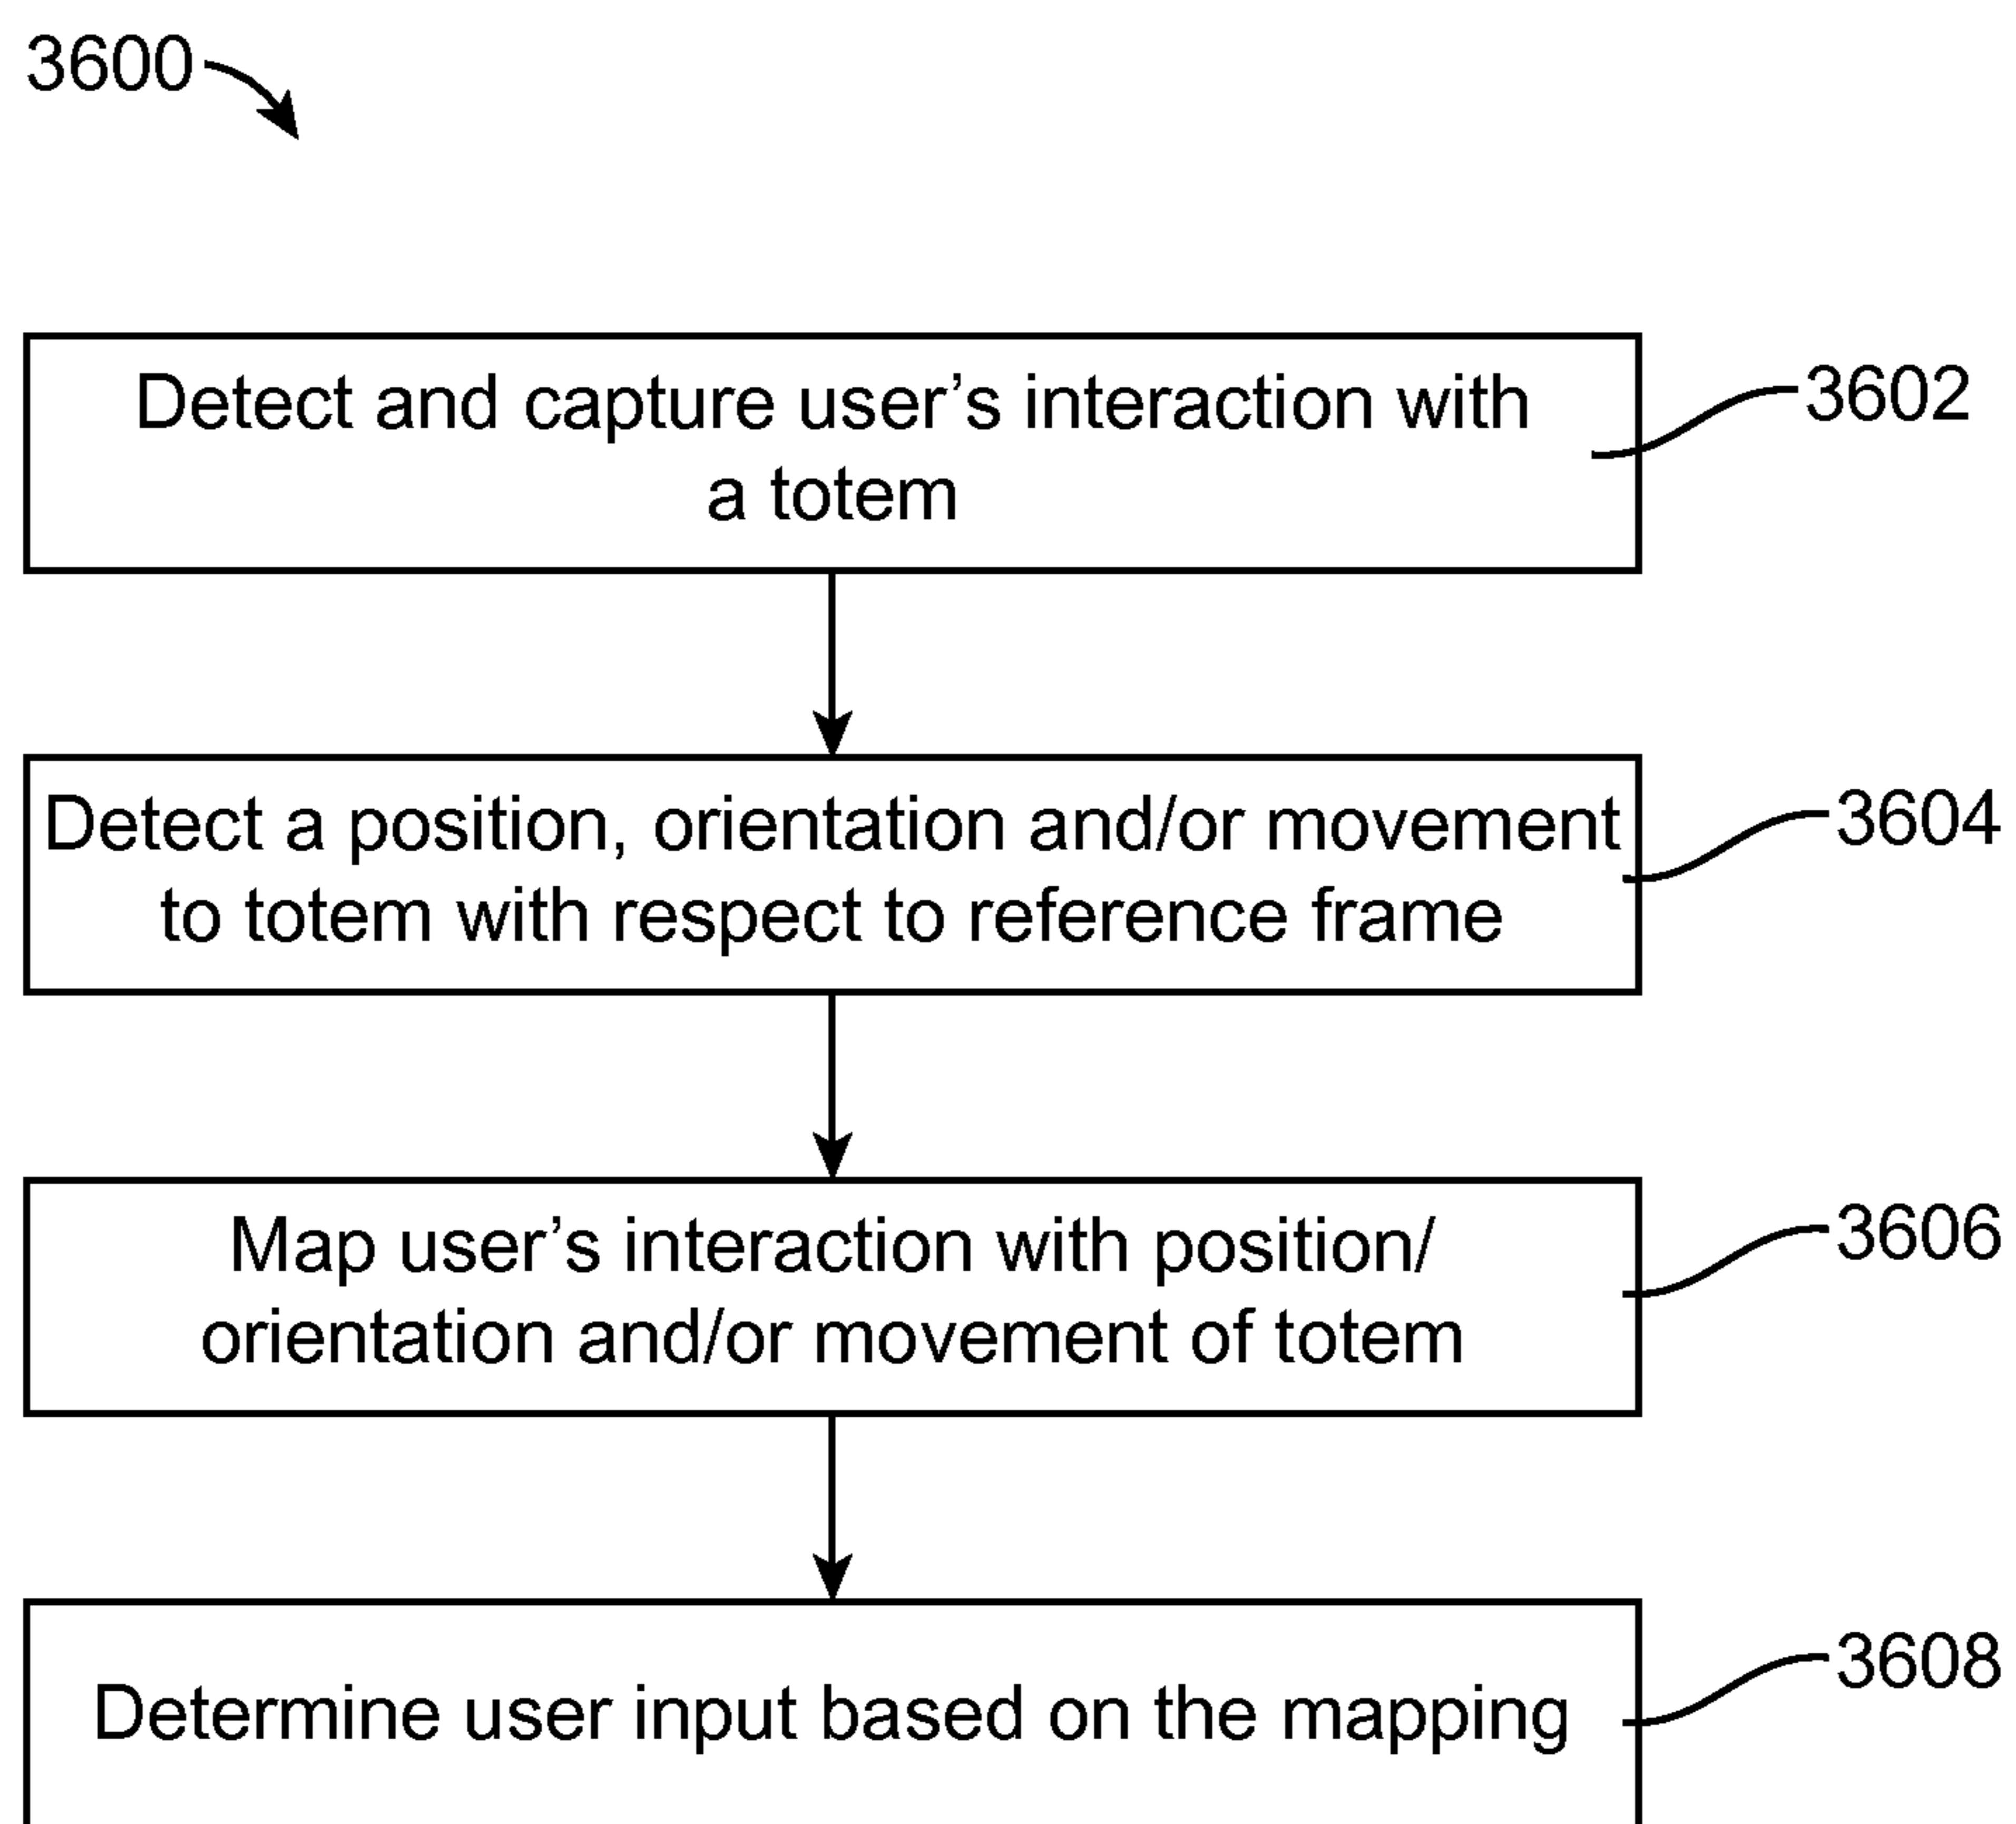 3600
Detect and capture user’s interaction with
a totem
3602
Detect a position, orientation and/or movement
to totem with respect to reference frame
3604
Map user’s interaction with position/
orientation and/or movement of totem
3606
Determine user input based on the mapping
3608